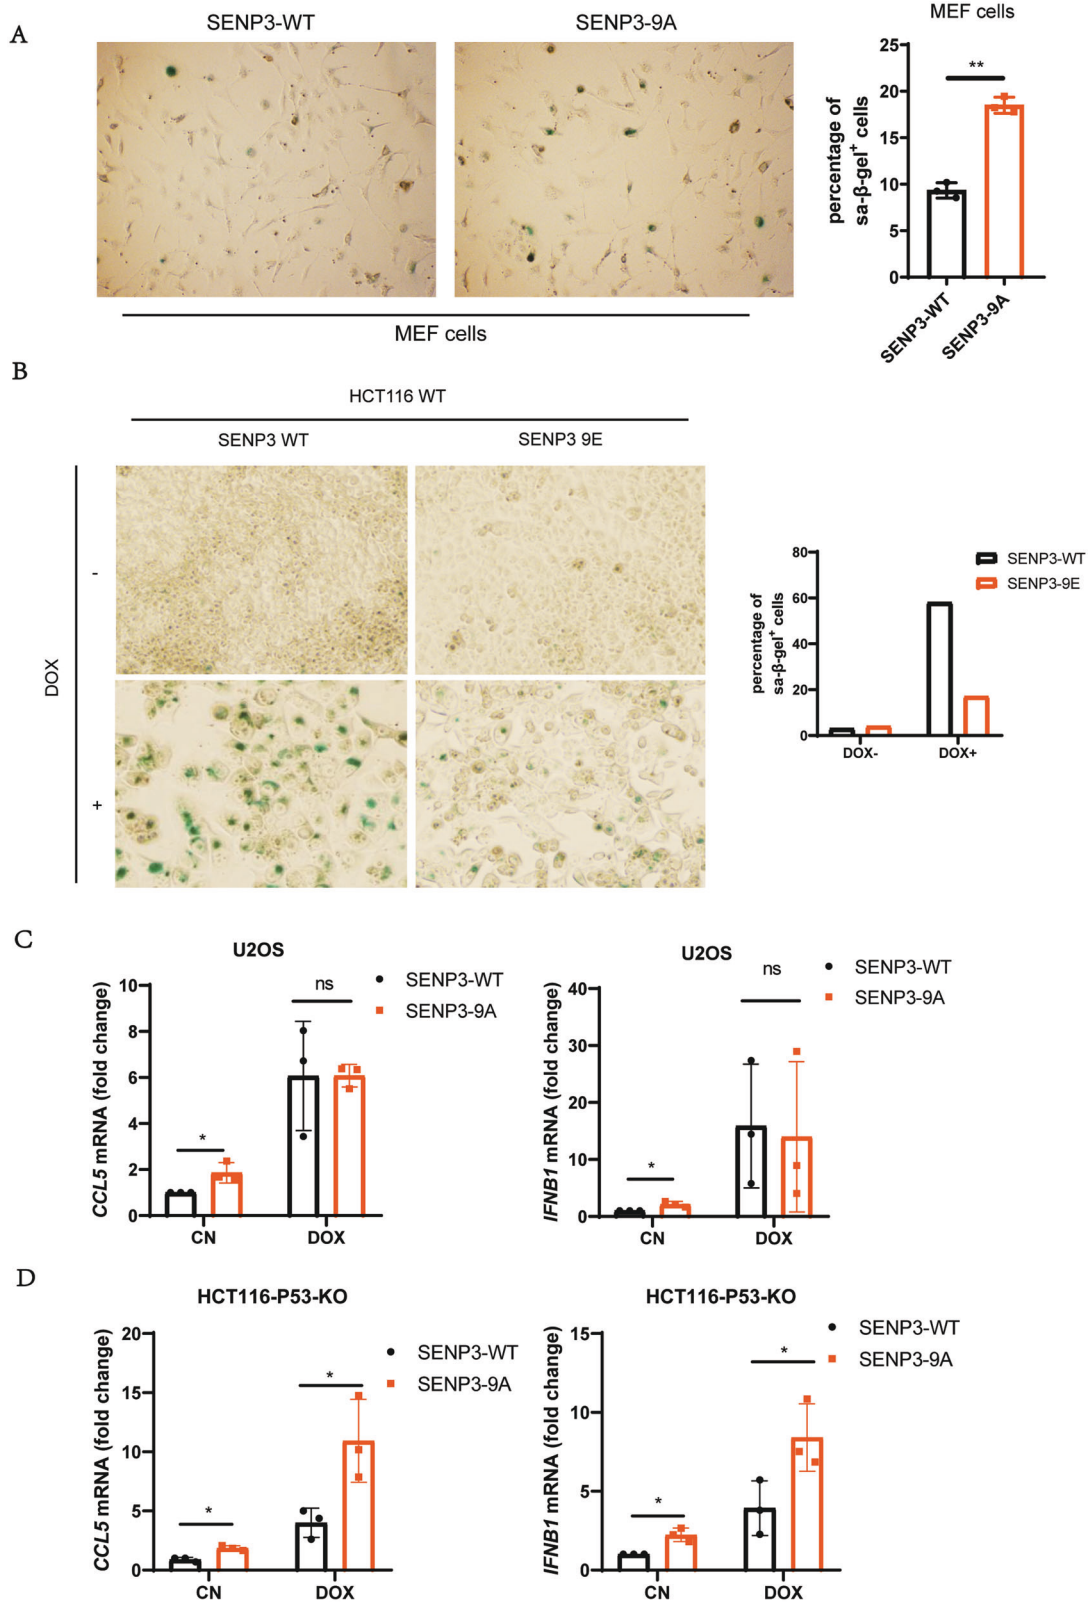 A
SENP3-WT
SENP3-9A
MEF cells
MEF cells
percentage of
sa-β-gel⁺ cells
25
20
15
10
5
0
**
SENP3-WT
SENP3-9A
B
HCT116 WT
SENP3 WT
SENP3 9E
DOX
-
+
percentage of
sa-β-gel⁺ cells
80
60
40
20
0
DOX-
DOX+
SENP3-WT
SENP3-9E
C
U2OS
CCL5 mRNA (fold change)
10
8
6
4
2
0
*
ns
CN
DOX
SENP3-WT
SENP3-9A
U2OS
IFNB1 mRNA (fold change)
40
30
20
10
0
*
ns
CN
DOX
SENP3-WT
SENP3-9A
D
HCT116-P53-KO
CCL5 mRNA (fold change)
20
15
10
5
0
*
*
CN
DOX
SENP3-WT
SENP3-9A
HCT116-P53-KO
IFNB1 mRNA (fold change)
15
10
5
0
*
*
CN
DOX
SENP3-WT
SENP3-9A